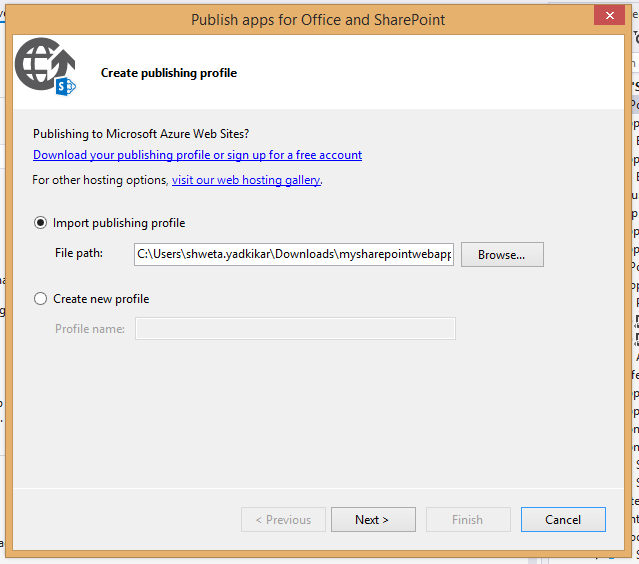 Publish apps for Office and SharePoint
Create publishing profile
Publishing to Microsoft Azure Web Sites?
Download your publishing profile or sign up for a free account
For other hosting options, visit our web hosting gallery.
Import publishing profile
File path: C:\Users\shweta.yadkikar\Downloads\mysharepointwebapp Browse...
Create new profile
Profile name:
< Previous Next > Finish Cancel